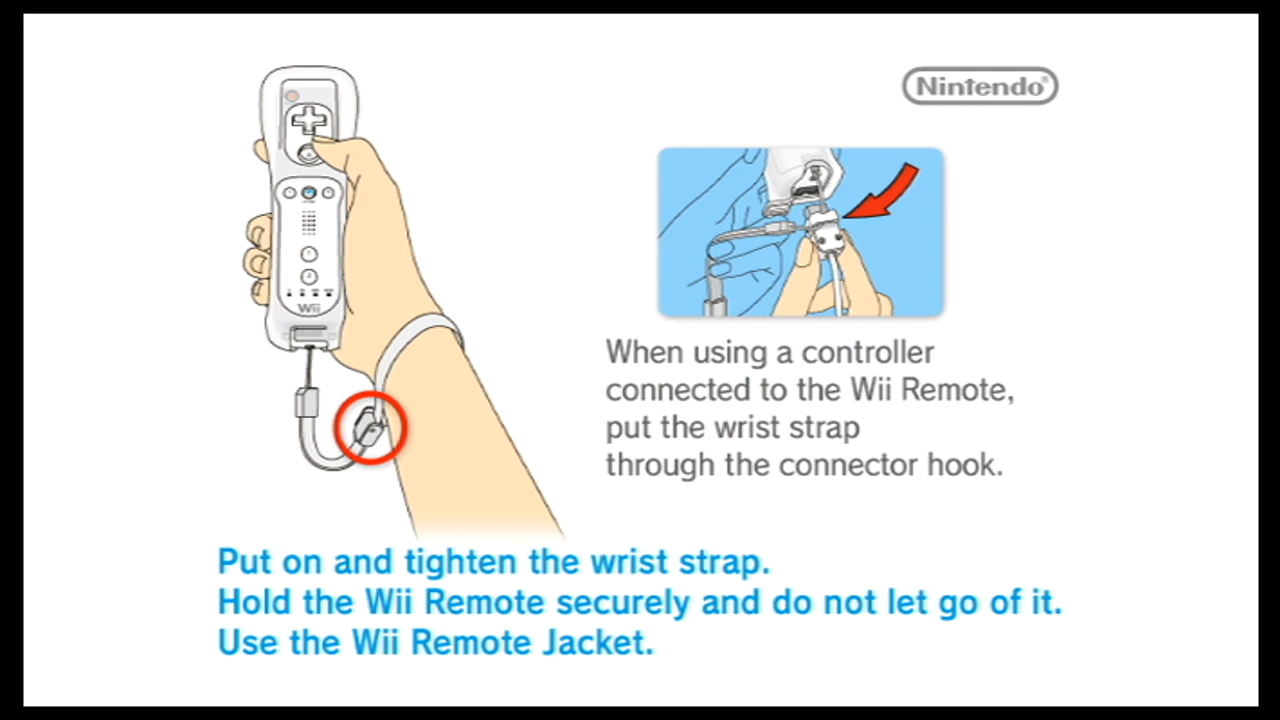 Nintendo®
When using a controller
connected to the Wii Remote,
put the wrist strap
through the connector hook.
Wii
Put on and tighten the wrist strap.
Hold the Wii Remote securely and do not let go of it.
Use the Wii Remote Jacket.